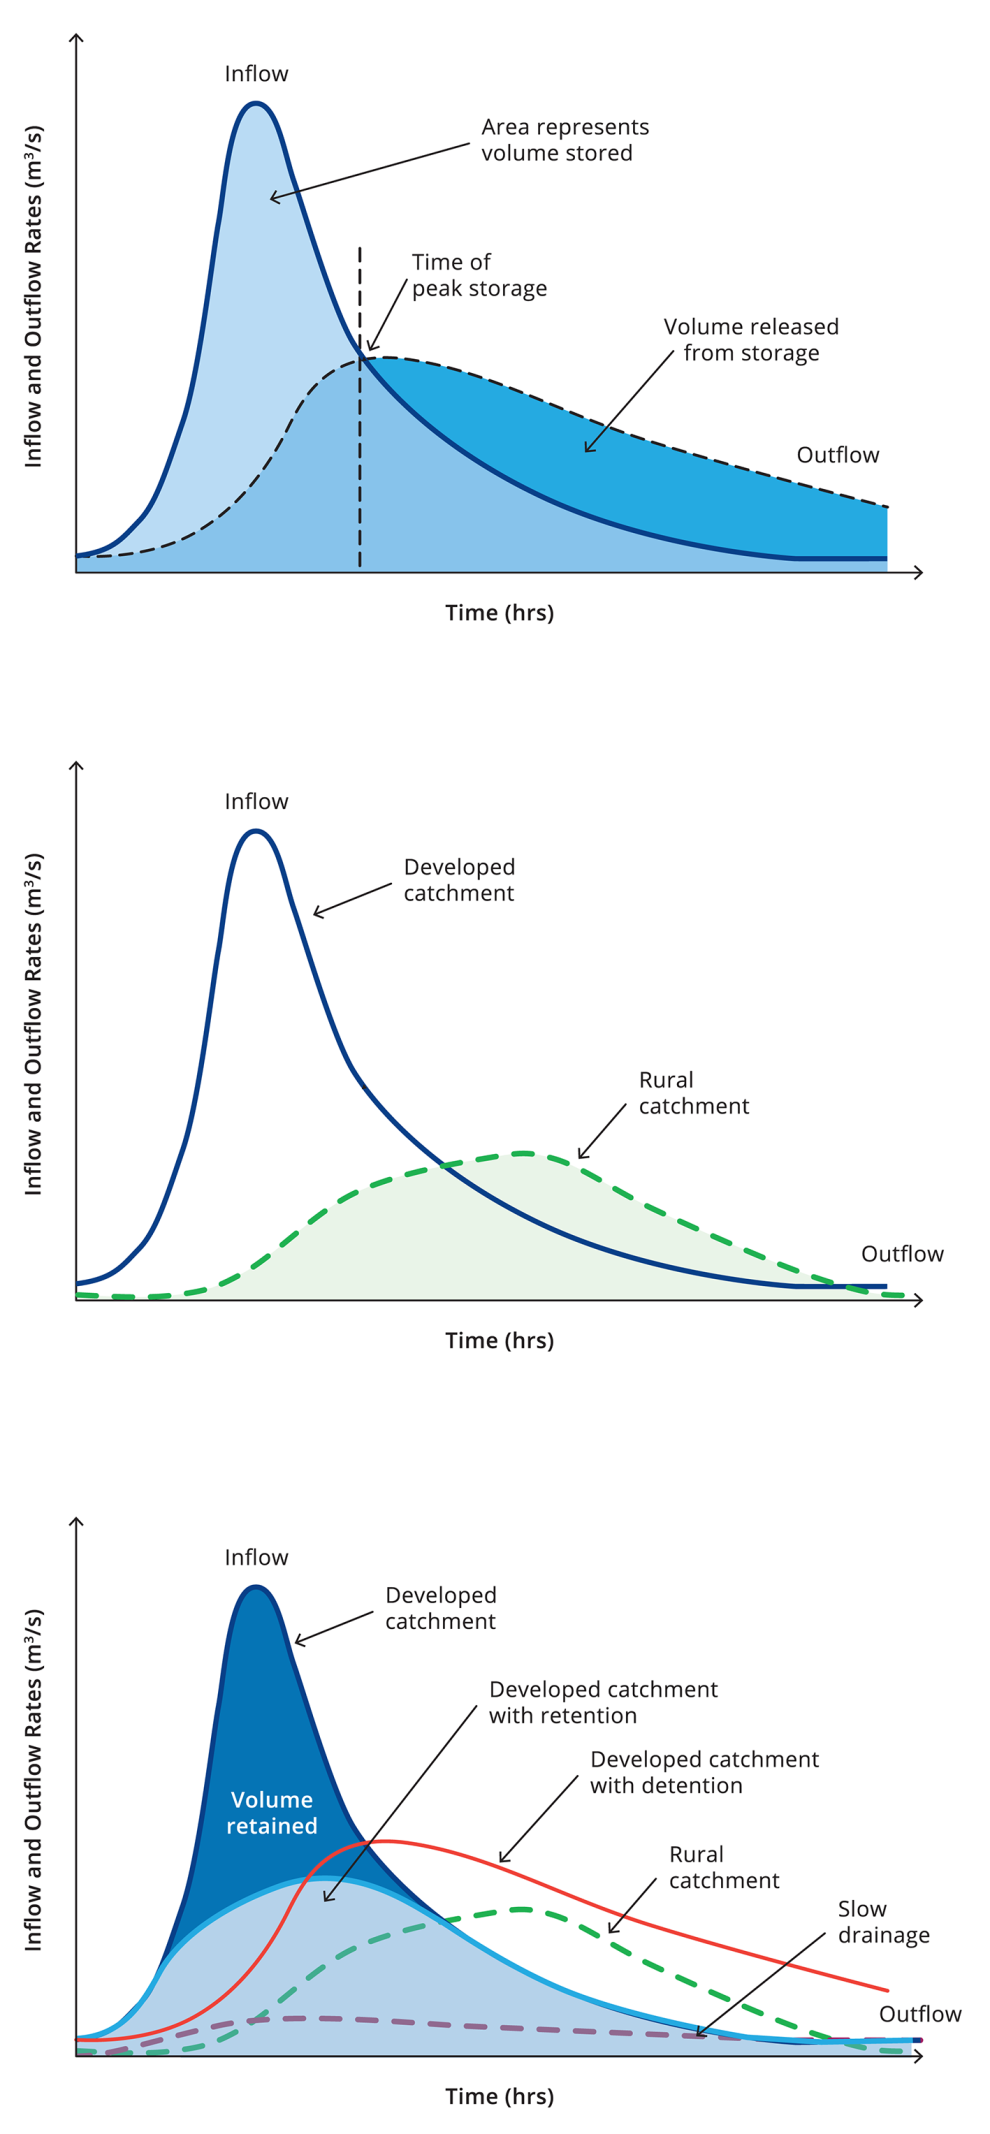 Inflow
Area represents
volume stored
Time of
peak storage
Volume released
from storage
Outflow
Inflow and Outflow Rates (m³/s)
Time (hrs)
Inflow
Developed
catchment
Rural
catchment
Outflow
Inflow and Outflow Rates (m³/s)
Time (hrs)
Inflow
Developed
catchment
Developed catchment
with retention
Developed catchment
with detention
Volume
retained
Rural
catchment
Slow
drainage
Outflow
Inflow and Outflow Rates (m³/s)
Time (hrs)